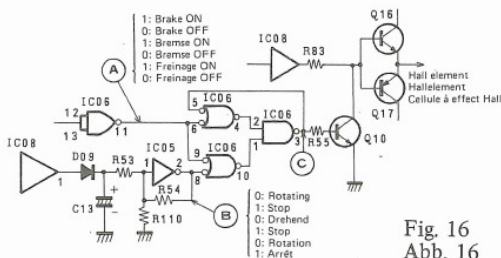 1: Brake ON
0: Brake OFF
1: Bremse ON
0: Bremse OFF
1: Freinage ON
0: Freinage OFF
A
Q16
IC08
R83
Hall element
Hallelement
Cellule à effect Hall
Q17
12
IC06
13
11
5
IC06
6
4
2
IC06
1
3
R55
Q10
C
IC08
1
D09
R53
+
C13
-
IC05
1
2
R54
R110
9
IC06
8
10
B
0: Rotating
1: Stop
0: Drehend
1: Stop
0: Rotation
1: Arrêt
Fig. 16
Abb. 16